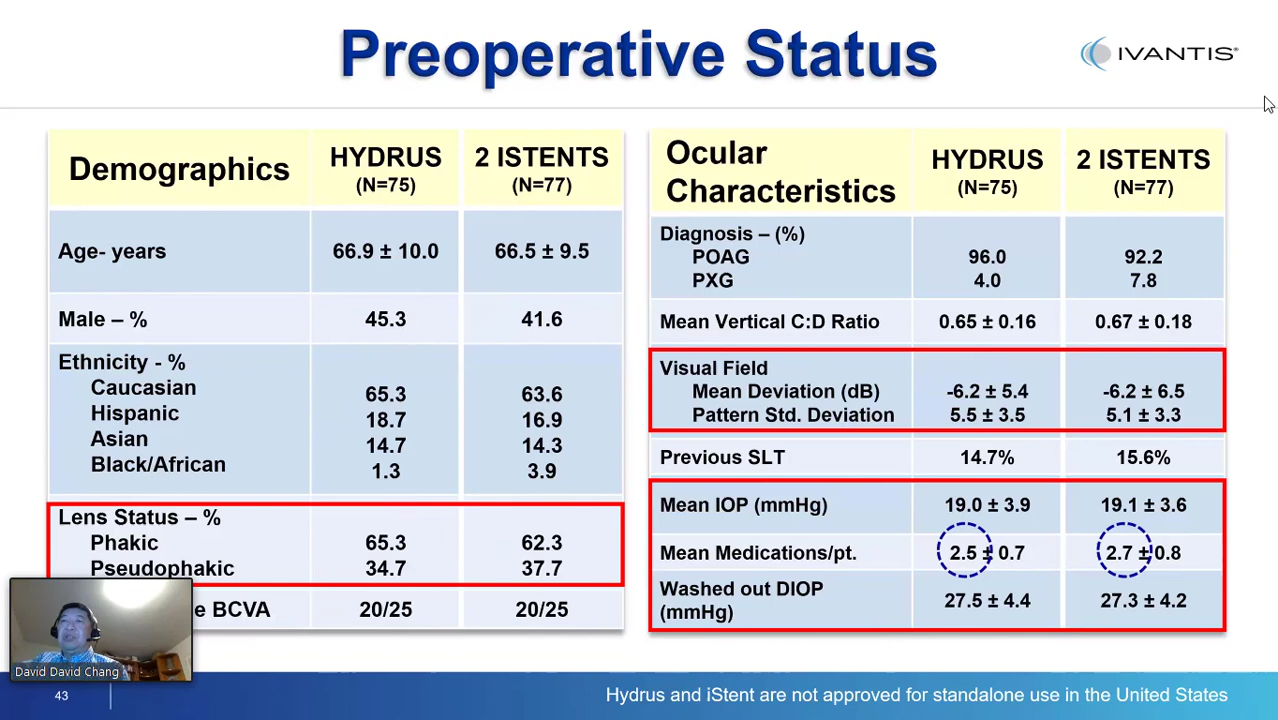 Preoperative Status
IVANTIS®
Demographics HYDRUS (N=75) 2 ISTENTS (N=77)
Age- years 66.9 ± 10.0 66.5 ± 9.5
Male – % 45.3 41.6
Ethnicity - %
Caucasian 65.3 63.6
Hispanic 18.7 16.9
Asian 14.7 14.3
Black/African 1.3 3.9
Lens Status – %
Phakic 65.3 62.3
Pseudophakic 34.7 37.7
BCVA 20/25 20/25
Ocular Characteristics HYDRUS (N=75) 2 ISTENTS (N=77)
Diagnosis – (%)
POAG 96.0 92.2
PXG 4.0 7.8
Mean Vertical C:D Ratio 0.65 ± 0.16 0.67 ± 0.18
Visual Field
Mean Deviation (dB) -6.2 ± 5.4 -6.2 ± 6.5
Pattern Std. Deviation 5.5 ± 3.5 5.1 ± 3.3
Previous SLT 14.7% 15.6%
Mean IOP (mmHg) 19.0 ± 3.9 19.1 ± 3.6
Mean Medications/pt. 2.5 ± 0.7 2.7 ± 0.8
Washed out DIOP (mmHg) 27.5 ± 4.4 27.3 ± 4.2
David David Chang
43
Hydrus and iStent are not approved for standalone use in the United States